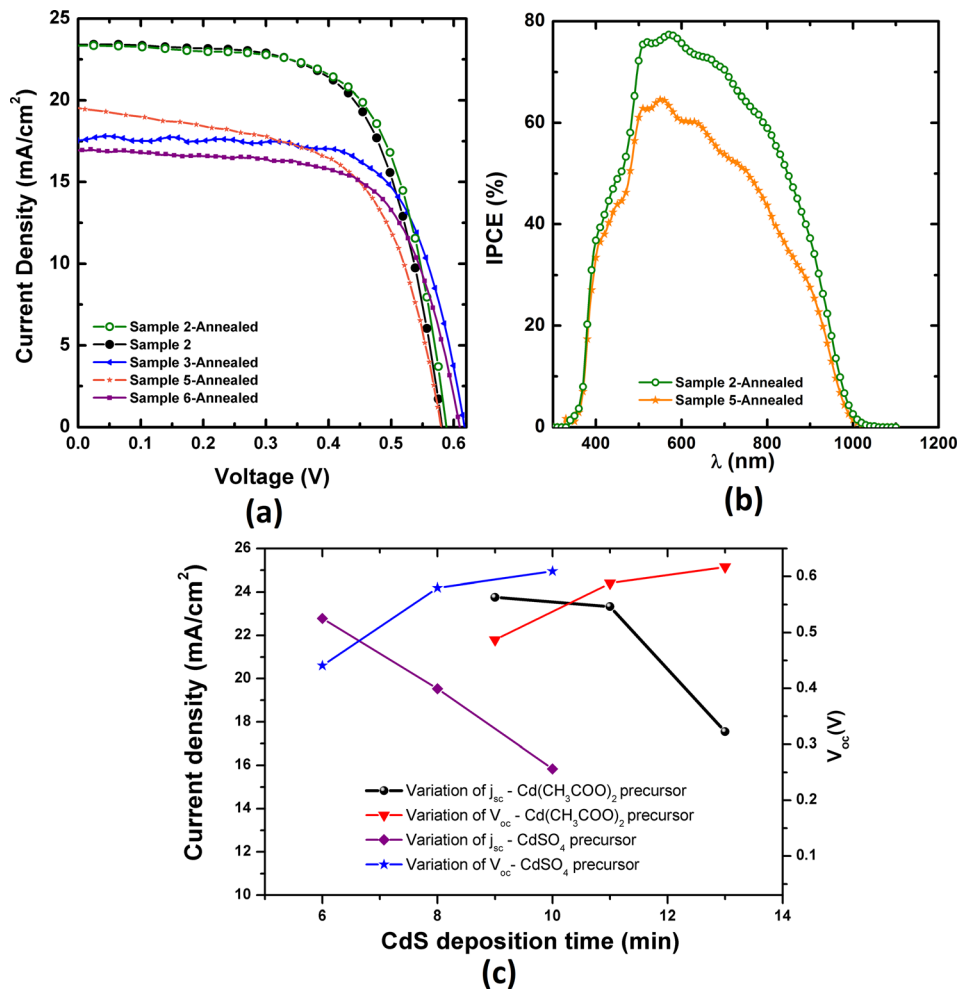 25
20
15
10
5
0
0.0 0.1 0.2 0.3 0.4 0.5 0.6
Current Density (mA/cm²)
Voltage (V)
Sample 2-Annealed
Sample 2
Sample 3-Annealed
Sample 5-Annealed
Sample 6-Annealed
(a)
80
60
40
20
0
400 600 800 1000 1200
IPCE (%)
λ (nm)
Sample 2-Annealed
Sample 5-Annealed
(b)
26
24
22
20
18
16
14
12
10
6 8 10 12 14
Current density (mA/cm²)
CdS deposition time (min)
0.6
0.5
0.4
0.3
0.2
0.1
Voc(V)
Variation of jsc - Cd(CH₃COO)₂ precursor
Variation of Voc - Cd(CH₃COO)₂ precursor
Variation of jsc - CdSO₄ precursor
Variation of Voc- CdSO₄ precursor
(c)